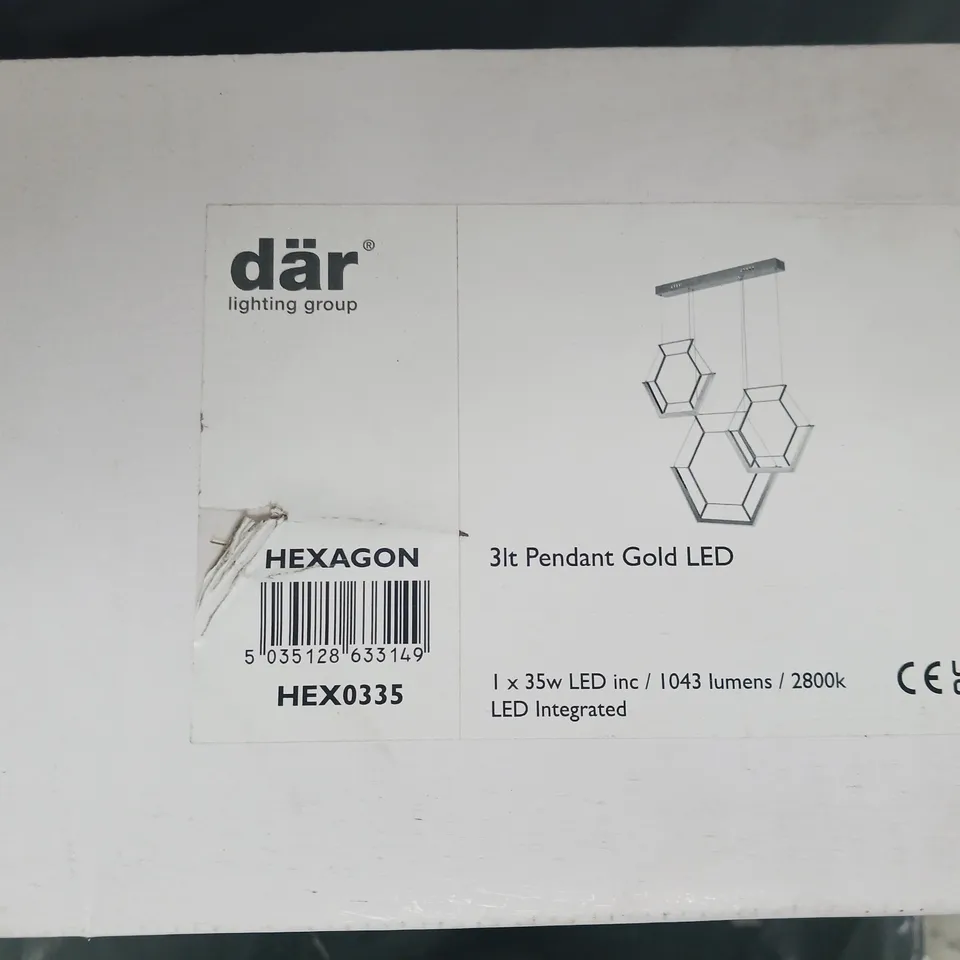 där®
lighting group
HEXAGON
5 035128 633149
HEX0335
3lt Pendant Gold LED
1 x 35w LED inc / 1043 lumens / 2800k
LED Integrated
CE